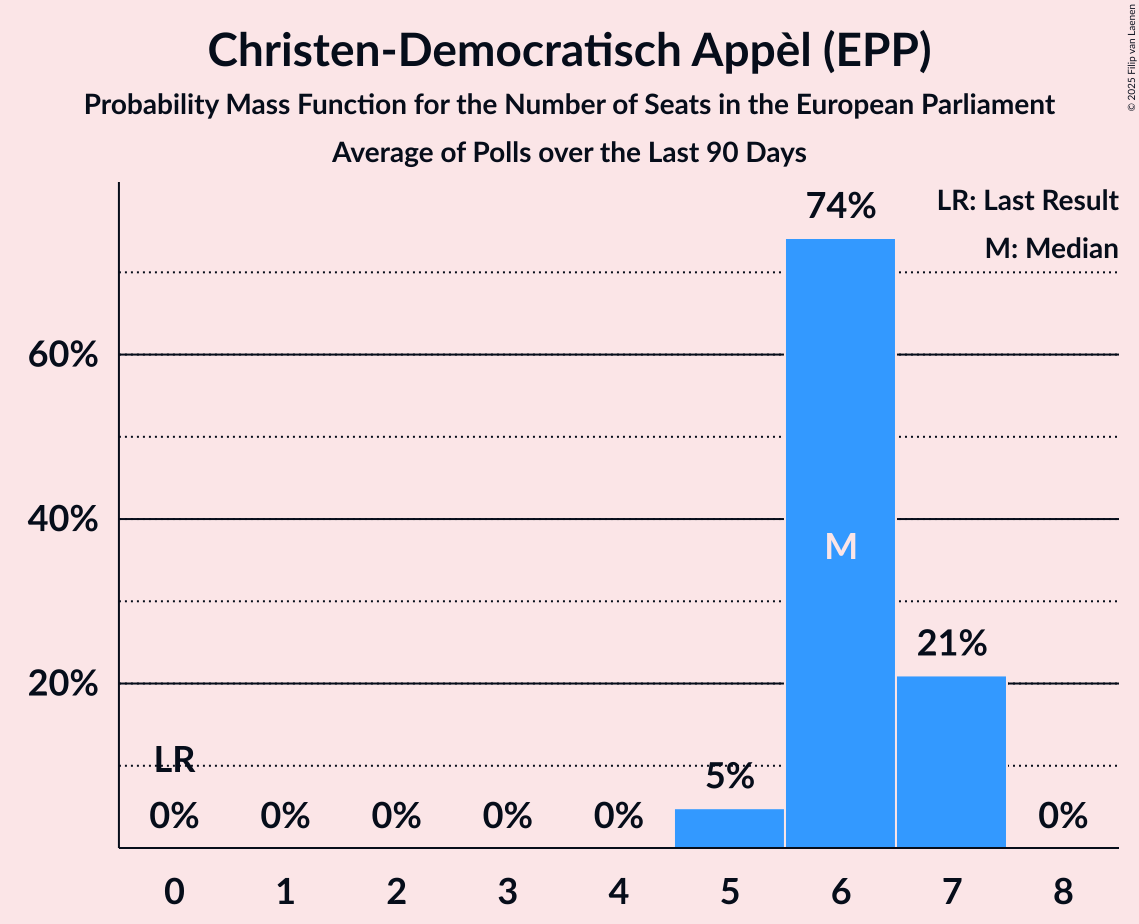 Christen-Democratisch Appèl (EPP)
Probability Mass Function for the Number of Seats in the European Parliament
Average of Polls over the Last 90 Days
© 2025 Filip van Laenen
LR: Last Result
M: Median
74%
60%
40%
M
21%
20%
LR
5%
0% 0% 0% 0% 0% 0%
0 1 2 3 4 5 6 7 8